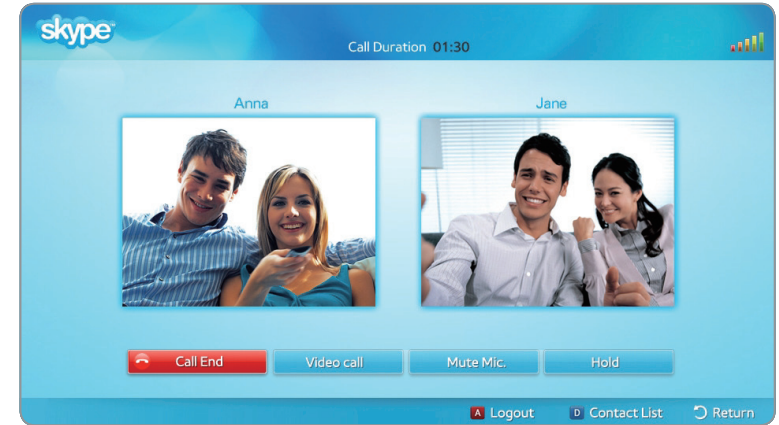 skype
Call Duration 01:30
Anna
Jane
Call End
Video call
Mute Mic.
Hold
A Logout
D Contact List
Return